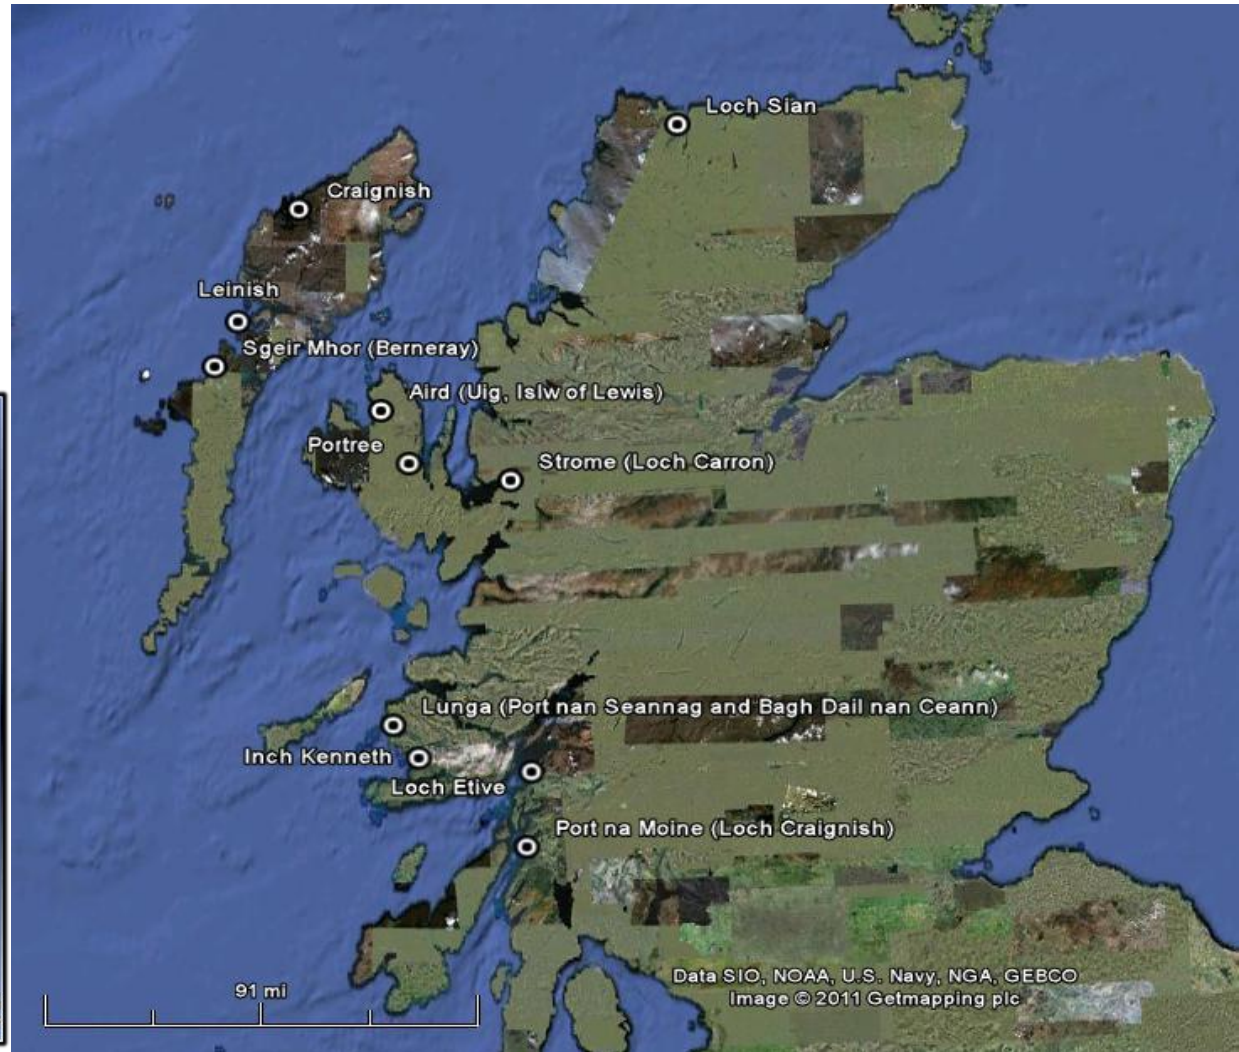 Loch Sian
Craignish
Leinish
Sgeir Mhor (Berneray)
Aird (Uig, Islw of Lewis)
Portree
Strome (Loch Carron)
Lunga (Port nan Seannag and Bagh Dail nan Ceann)
Inch Kenneth
Loch Etive
Port na Moine (Loch Craignish)
Data SIO, NOAA, U.S. Navy, NGA, GEBCO
91 mi
Image © 2011 Getmapping plc